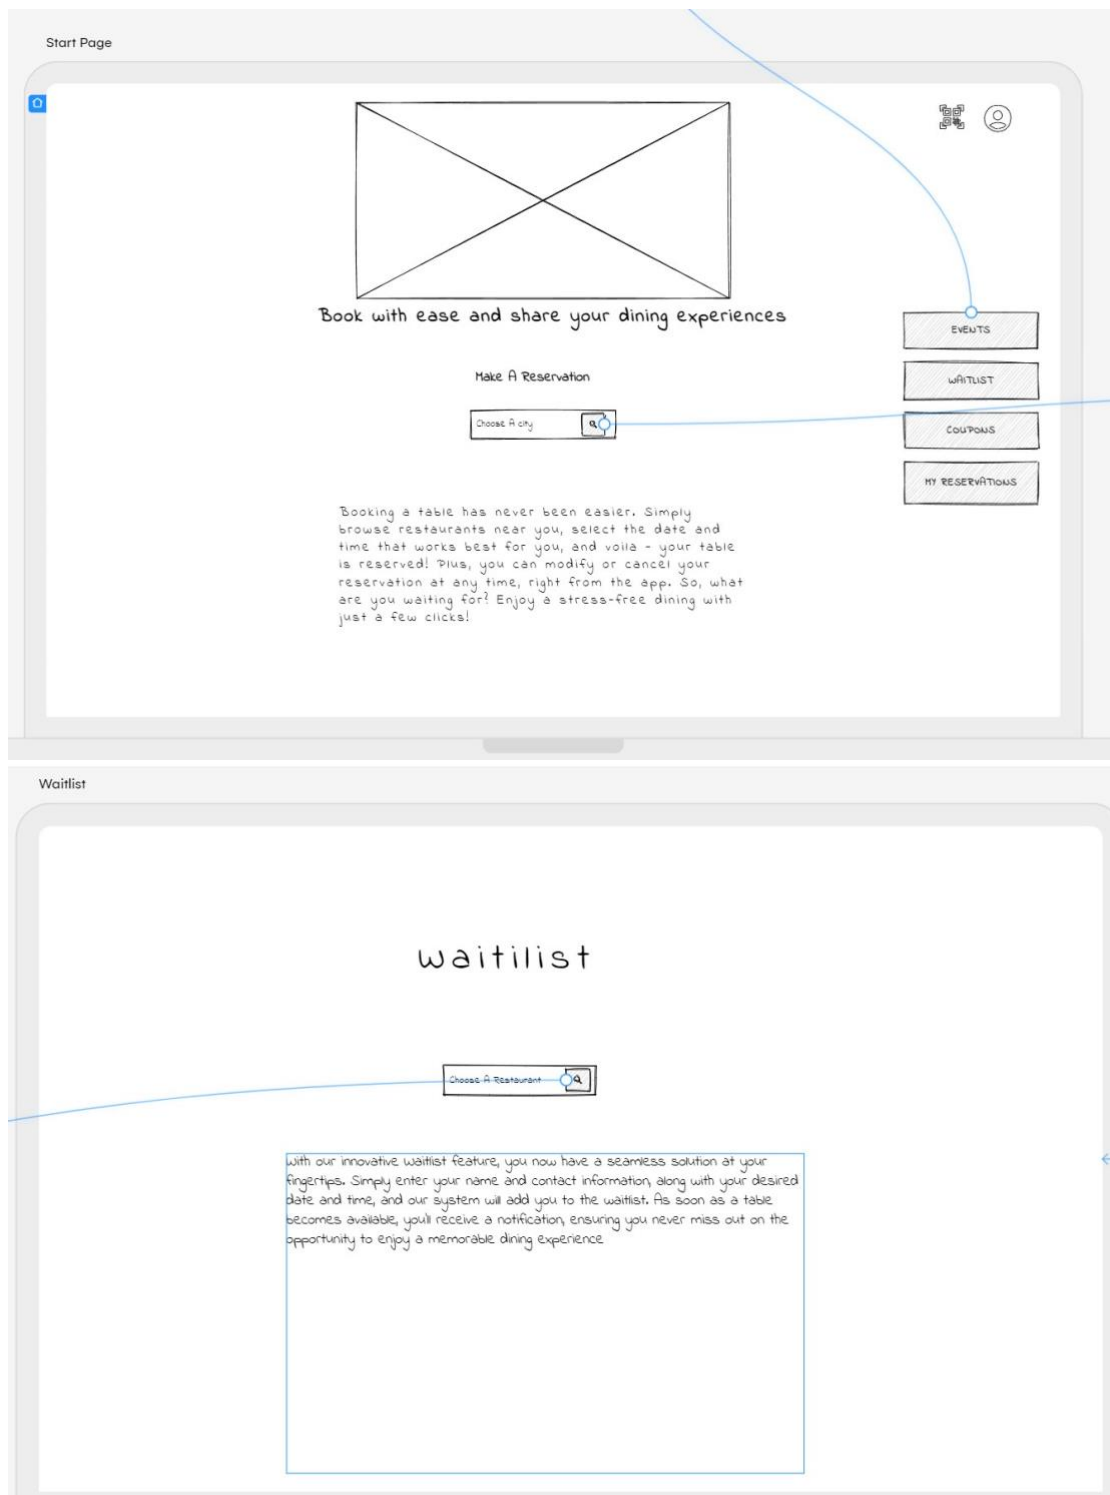 Start Page
Book with ease and share your dining experiences
EVENTS
Make A Reservation
WAITLIST
Choose A city
COUPONS
MY RESERVATIONS
Booking a table has never been easier. Simply
browse restaurants near you, select the date and
time that works best for you, and voila - your table
is reserved! Plus, you can modify or cancel your
reservation at any time, right from the app. So, what
are you waiting for? Enjoy a stress-free dining with
just a few clicks!
Waitlist
waitilist
Choose A Restaurant
with our innovative waitlist feature, you now have a seamless solution at your
fingertips. Simply enter your name and contact information, along with your desired
date and time, and our system will add you to the waitlist. As soon as a table
becomes available, you'll receive a notification, ensuring you never miss out on the
opportunity to enjoy a memorable dining experience